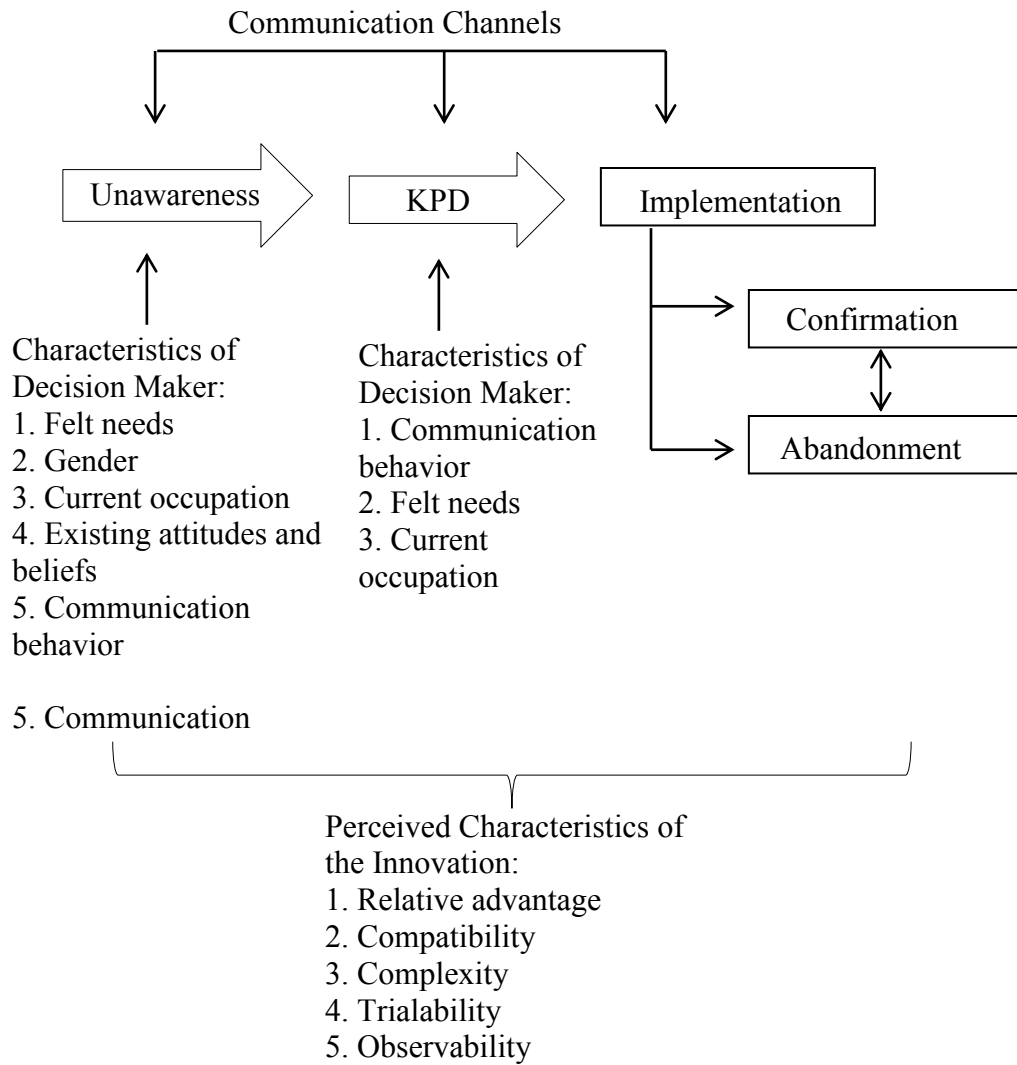 Communication Channels
Unawareness
KPD
Implementation
Confirmation
Abandonment
Characteristics of
Decision Maker:
1. Felt needs
2. Gender
3. Current occupation
4. Existing attitudes and
beliefs
5. Communication
behavior
5. Communication
Characteristics of
Decision Maker:
1. Communication
behavior
2. Felt needs
3. Current
occupation
Perceived Characteristics of
the Innovation:
1. Relative advantage
2. Compatibility
3. Complexity
4. Trialability
5. Observability